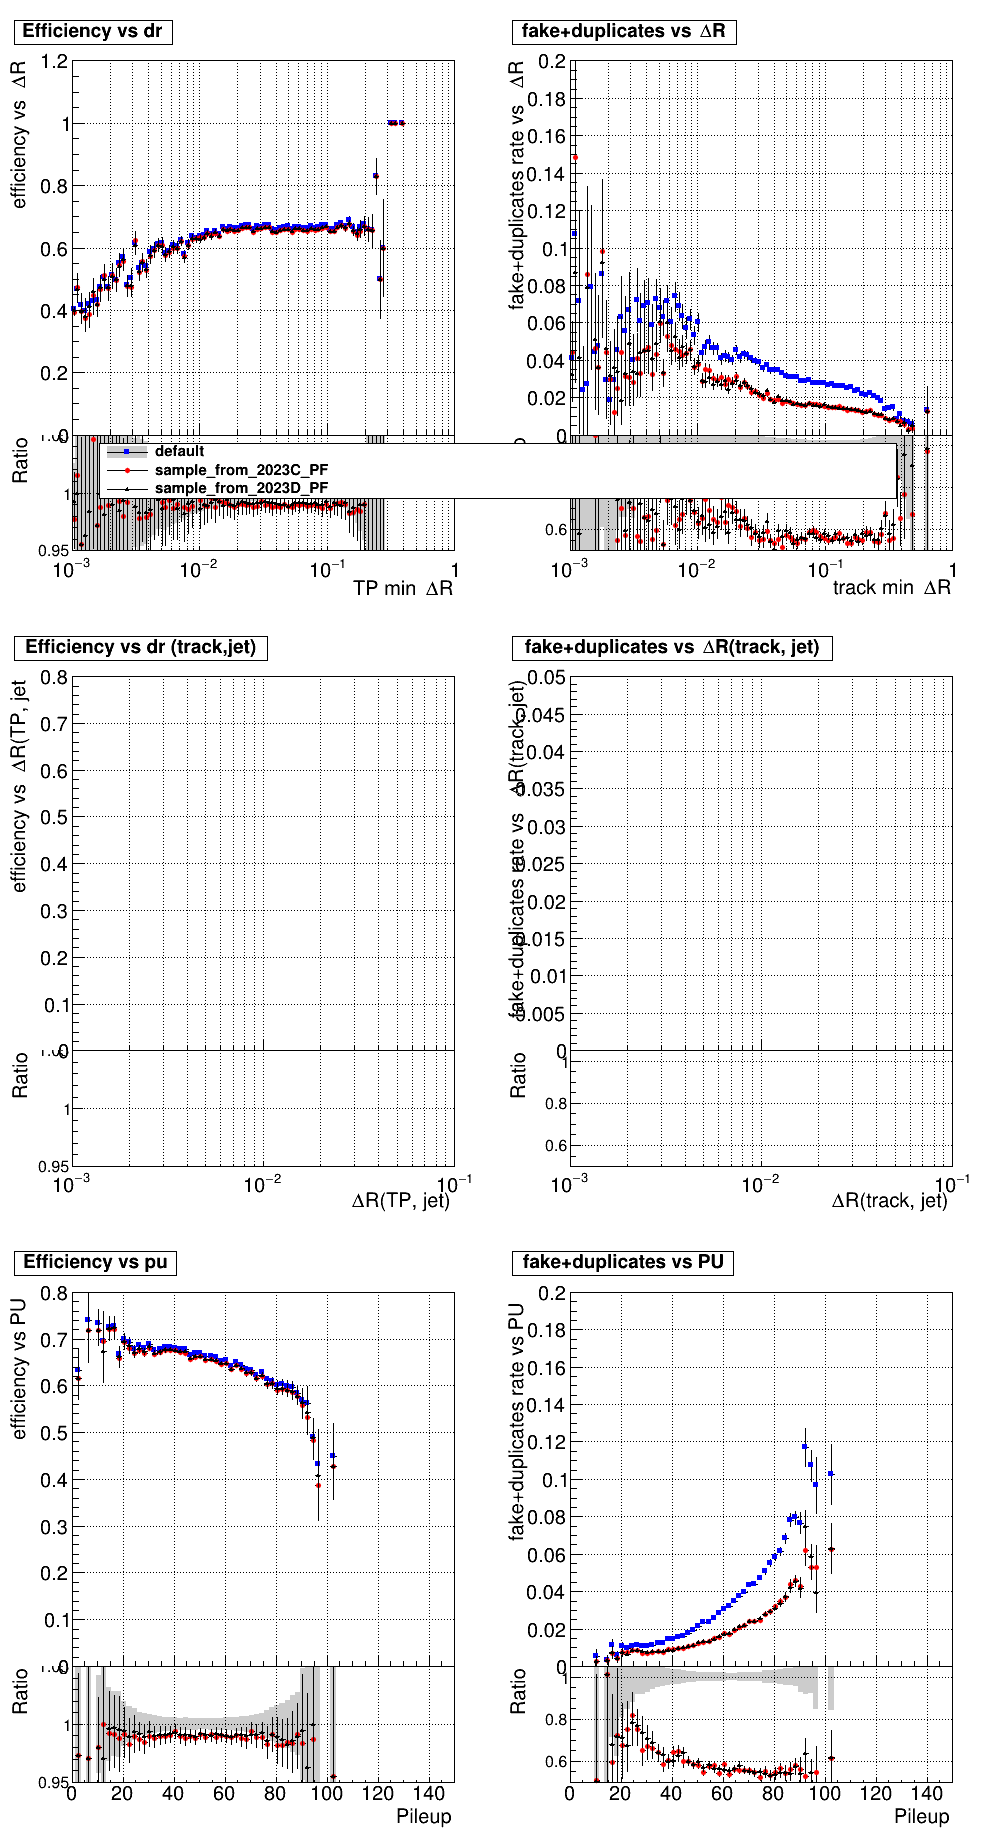 Efficiency vs dr
efficiency vs ΔR
1.2
1
0.8
0.6
0.4
0.2
0
Ratio
1
0.95
10⁻³ 10⁻² 10⁻¹ 1
TP min ΔR
fake+duplicates vs ΔR
fake+duplicates rate vs ΔR
0.2
0.18
0.16
0.14
0.12
0.1
0.08
0.06
0.04
0.02
0.6
10⁻³ 10⁻² 10⁻¹ 1
track min ΔR
default
sample_from_2023C_PF
sample_from_2023D_PF
Efficiency vs dr (track,jet)
efficiency vs ΔR(TP, jet
0.8
0.7
0.6
0.5
0.4
0.3
0.2
0.1
0
Ratio
1
0.95
10⁻³ 10⁻² 10⁻¹
ΔR(TP, jet)
fake+duplicates vs ΔR(track, jet)
fake+duplicates rate vs ΔR(track, jet)
0.05
0.045
0.04
0.035
0.03
0.025
0.02
0.015
0.01
0.005
0
Ratio
1
0.8
0.6
10⁻³ 10⁻² 10⁻¹
ΔR(track, jet)
Efficiency vs pu
efficiency vs PU
0.8
0.7
0.6
0.5
0.4
0.3
0.2
0.1
0
Ratio
1
0.95
0 20 40 60 80 100 120 140
Pileup
fake+duplicates vs PU
fake+duplicates rate vs PU
0.2
0.18
0.16
0.14
0.12
0.1
0.08
0.06
0.04
0.02
0
Ratio
1
0.8
0.6
0 20 40 60 80 100 120 140
Pileup